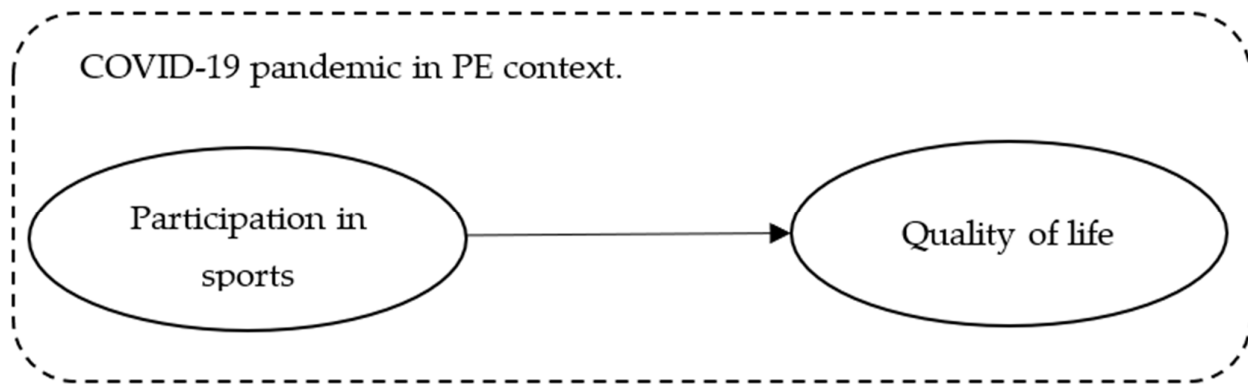 COVID-19 pandemic in PE context.
Participation in
sports
Quality of life